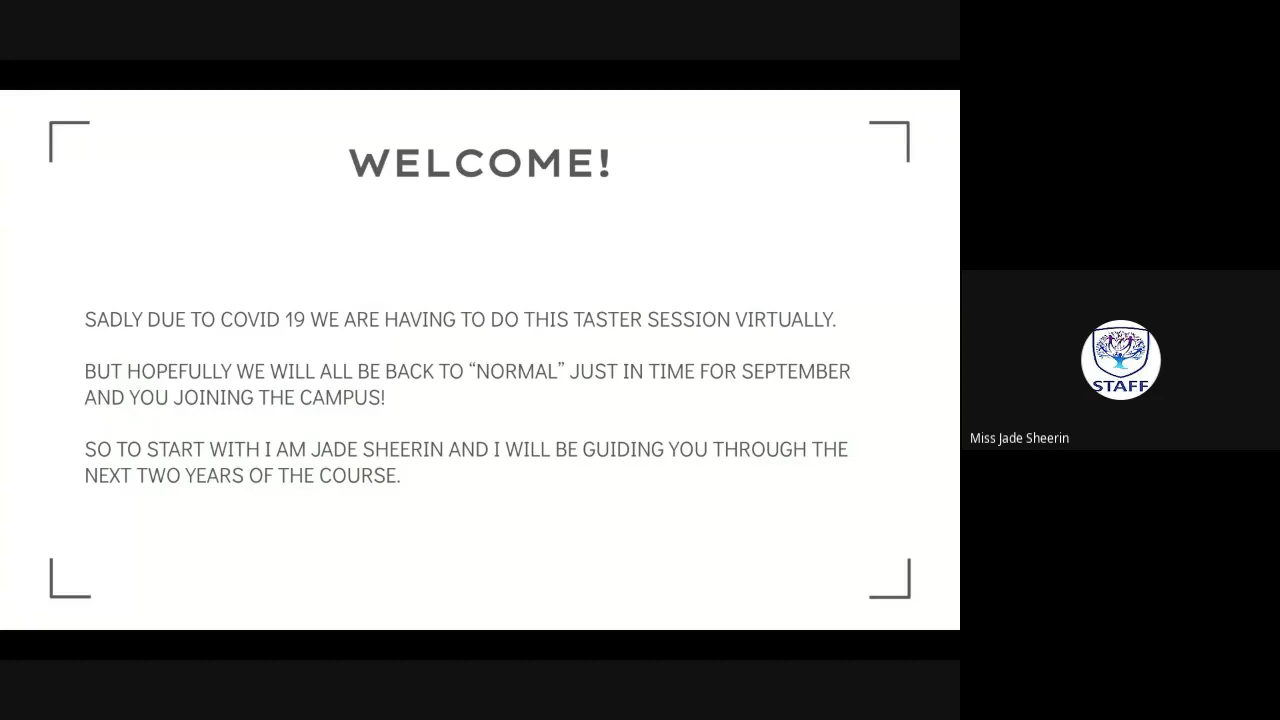 WELCOME!
SADLY DUE TO COVID 19 WE ARE HAVING TO DO THIS TASTER SESSION VIRTUALLY.
BUT HOPEFULLY WE WILL ALL BE BACK TO “NORMAL” JUST IN TIME FOR SEPTEMBER
AND YOU JOINING THE CAMPUS!
SO TO START WITH I AM JADE SHEERIN AND I WILL BE GUIDING YOU THROUGH THE
NEXT TWO YEARS OF THE COURSE.
STAFF
Miss Jade Sheerin